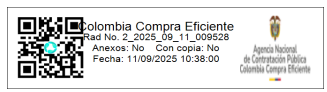 Colombia Compra Eficiente
Rad No. 2_2025_09_11_009528
Anexos: No Con copia: No
Fecha: 11/09/2025 10:38:00
Agencia Nacional
de Contratación Pública
Colombia Compra Eficiente